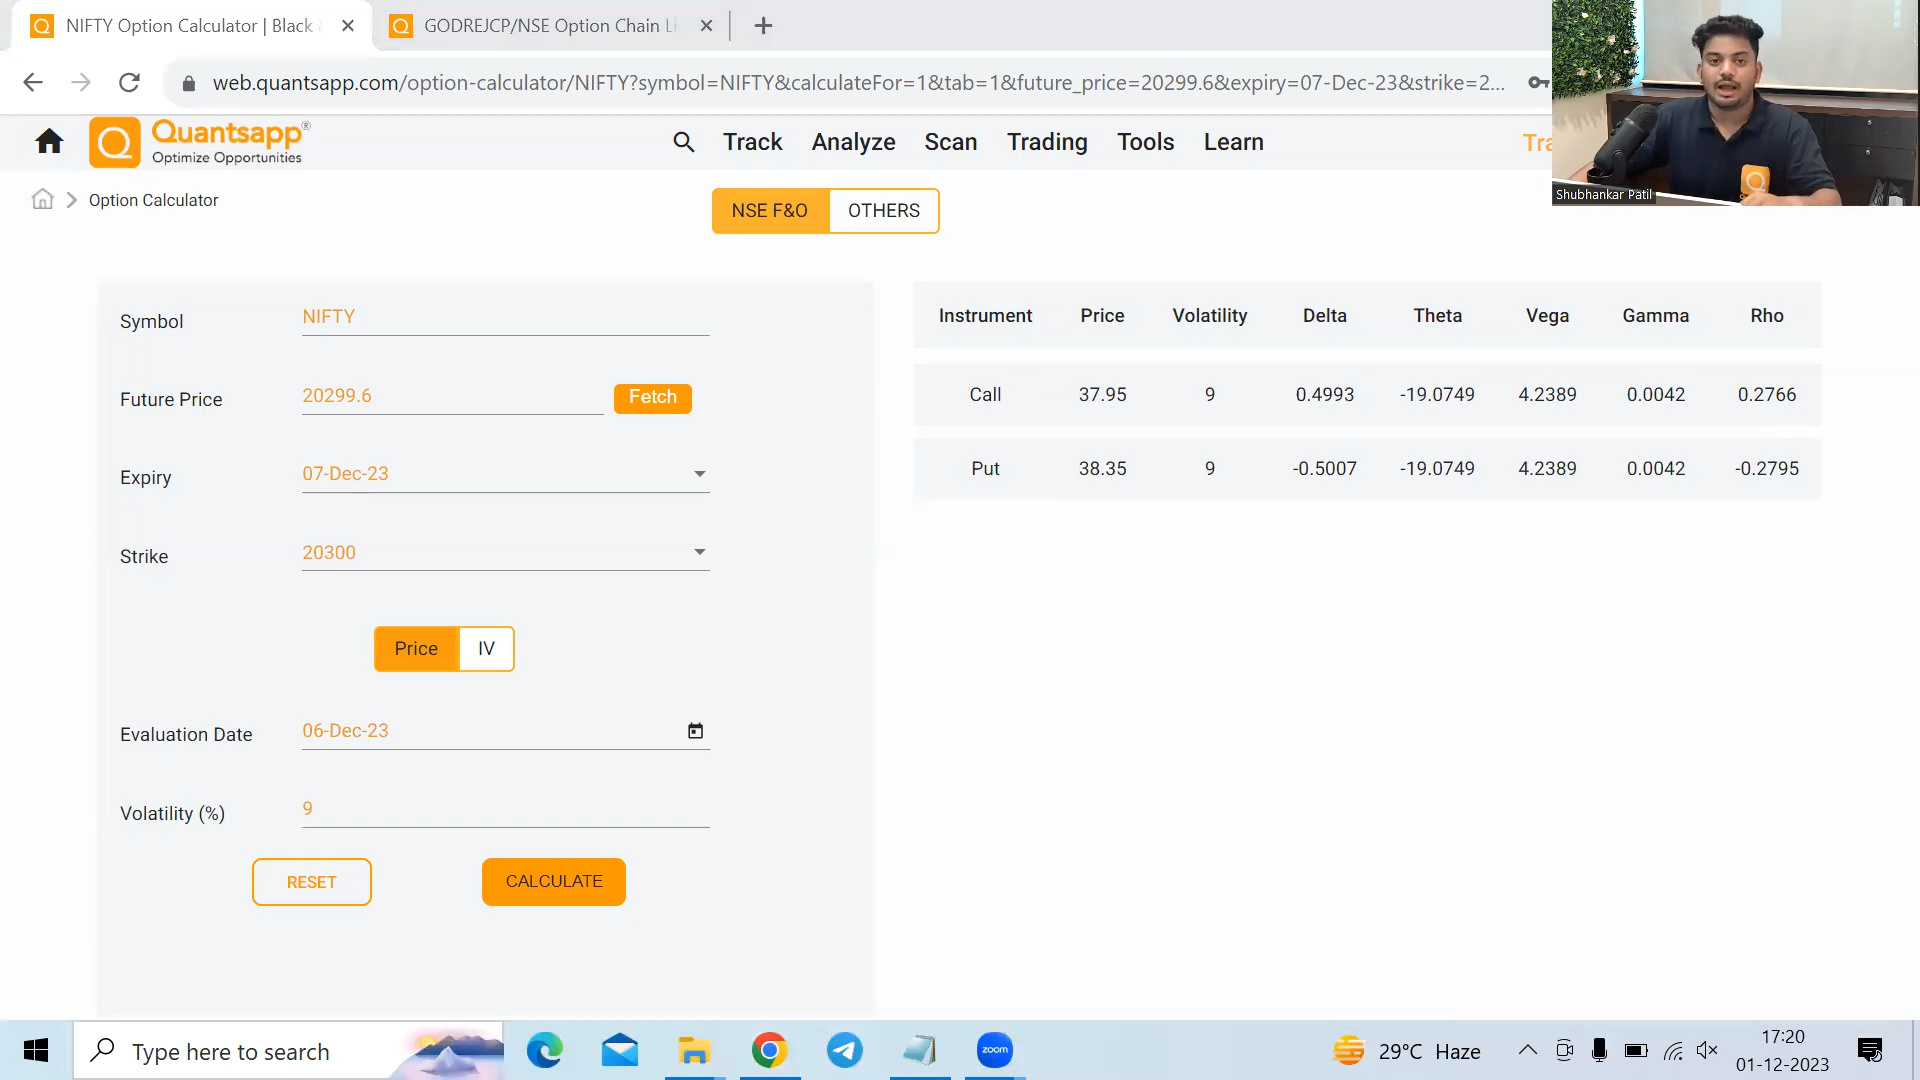 NIFTY Option Calculator | Black
GODREJCP/NSE Option Chain Li
web.quantsapp.com/option-calculator/NIFTY?symbol=NIFTY&calculateFor=1&tab=1&future_price=20299.6&expiry=07-Dec-23&strike=2...
Quantsapp®
Optimize Opportunities
Track Analyze Scan Trading Tools Learn
Tra
Shubhankar Patil
Option Calculator
NSE F&O OTHERS
Symbol NIFTY
Future Price 20299.6 Fetch
Expiry 07-Dec-23
Strike 20300
Price IV
Evaluation Date 06-Dec-23
Volatility (%) 9
RESET CALCULATE
Instrument Price Volatility Delta Theta Vega Gamma Rho
Call 37.95 9 0.4993 -19.0749 4.2389 0.0042 0.2766
Put 38.35 9 -0.5007 -19.0749 4.2389 0.0042 -0.2795
Type here to search
zoom
29°C Haze
17:20
01-12-2023